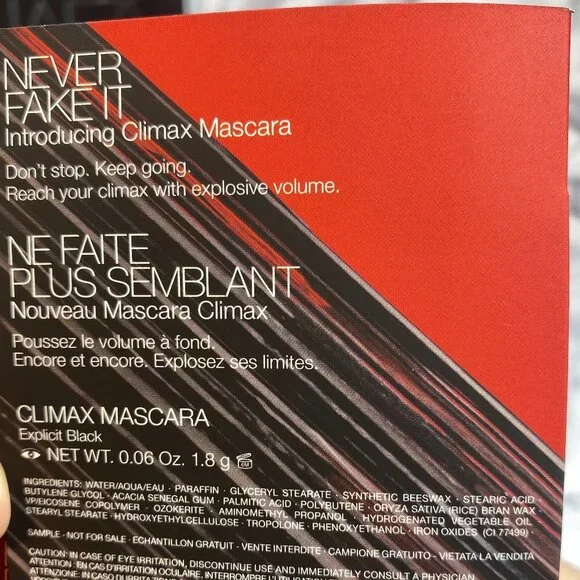 NEVER
FAKE IT
Introducing Climax Mascara
Don't stop. Keep going.
Reach your climax with explosive volume.
NE FAITE
PLUS SEMBLANT
Nouveau Mascara Climax
Poussez le volume à fond.
Encore et encore. Explosez ses limites.
CLIMAX MASCARA
Explicit Black
NET WT. 0.06 Oz. 1.8 g 6M
INGREDIENTS: WATER/AQUA/EAU · PARAFFIN · GLYCERYL STEARATE · SYNTHETIC BEESWAX · STEARIC ACID ·
BUTYLENE GLYCOL · ACACIA SENEGAL GUM · PALMITIC ACID · POLYBUTENE · ORYZA SATIVA (RICE) BRAN WAX ·
VP/EICOSENE COPOLYMER · OZOKERITE · AMINOMETHYL PROPANOL · HYDROGENATED VEGETABLE OIL ·
STEARYL STEARATE · HYDROXYETHYLCELLULOSE · TROPOLONE · PHENOXYETHANOL · IRON OXIDES (CI 77499)
SAMPLE · NOT FOR SALE · ÉCHANTILLON GRATUIT · VENTE INTERDITE · CAMPIONE GRATUITO · VIETATA LA VENDITA
CAUTION: IN CASE OF EYE IRRITATION, DISCONTINUE USE AND IMMEDIATELY CONSULT A PHYSICIAN
ATTENTION: EN CAS D'IRRITATION OCULAIRE, INTERROMPRE L'UTILISATION
ATTENZIONE: IN CASO D'IRRITAZIONE